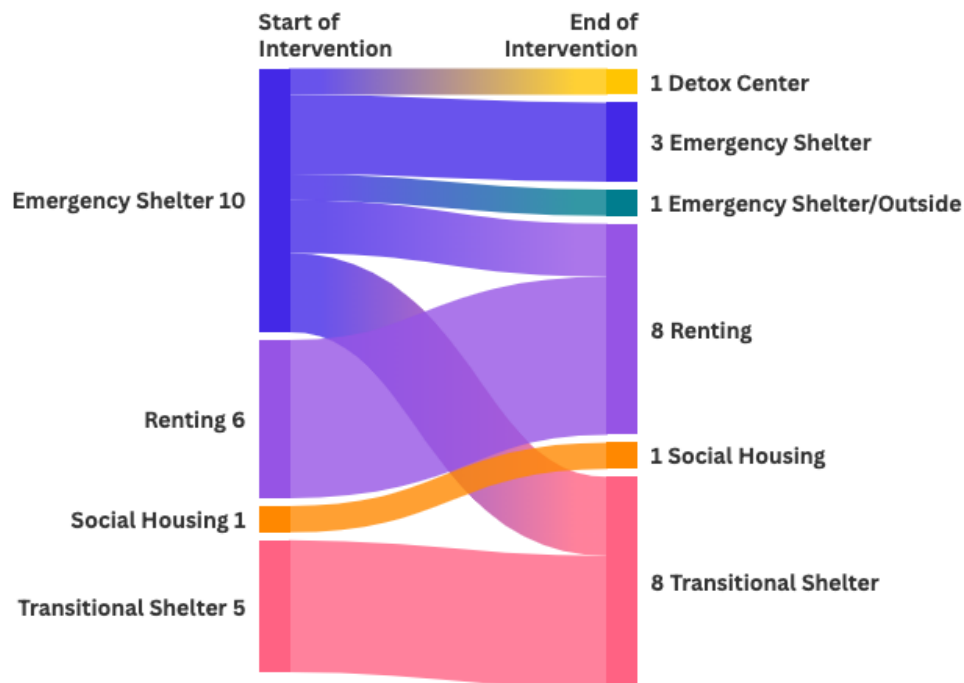 Start of
Intervention
End of
Intervention
Emergency Shelter 10
Renting 6
Social Housing 1
Transitional Shelter 5
1 Detox Center
3 Emergency Shelter
1 Emergency Shelter/Outside
8 Renting
1 Social Housing
8 Transitional Shelter